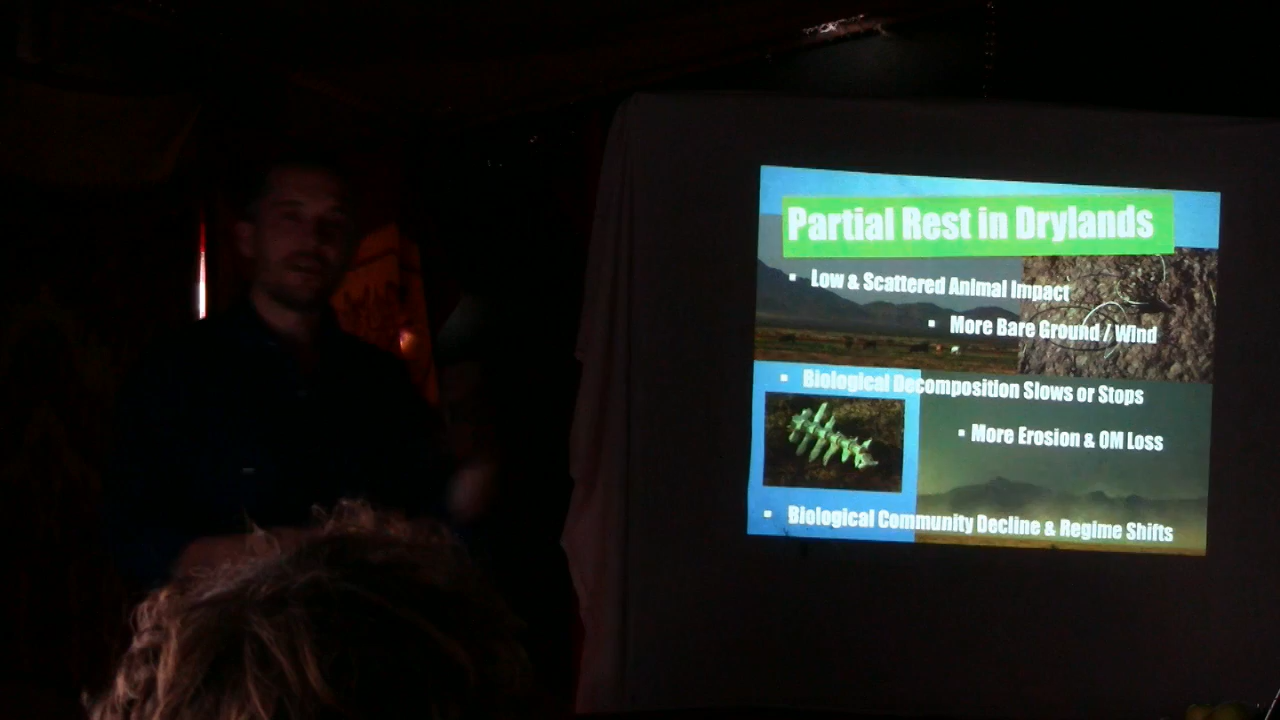 Partial Rest in Drylands
▪ Low & Scattered Animal Impact
▪ More Bare Ground / Wind
▪ Biological Decomposition Slows or Stops
▪ More Erosion & OM Loss
▪ Biological Community Decline & Regime Shifts